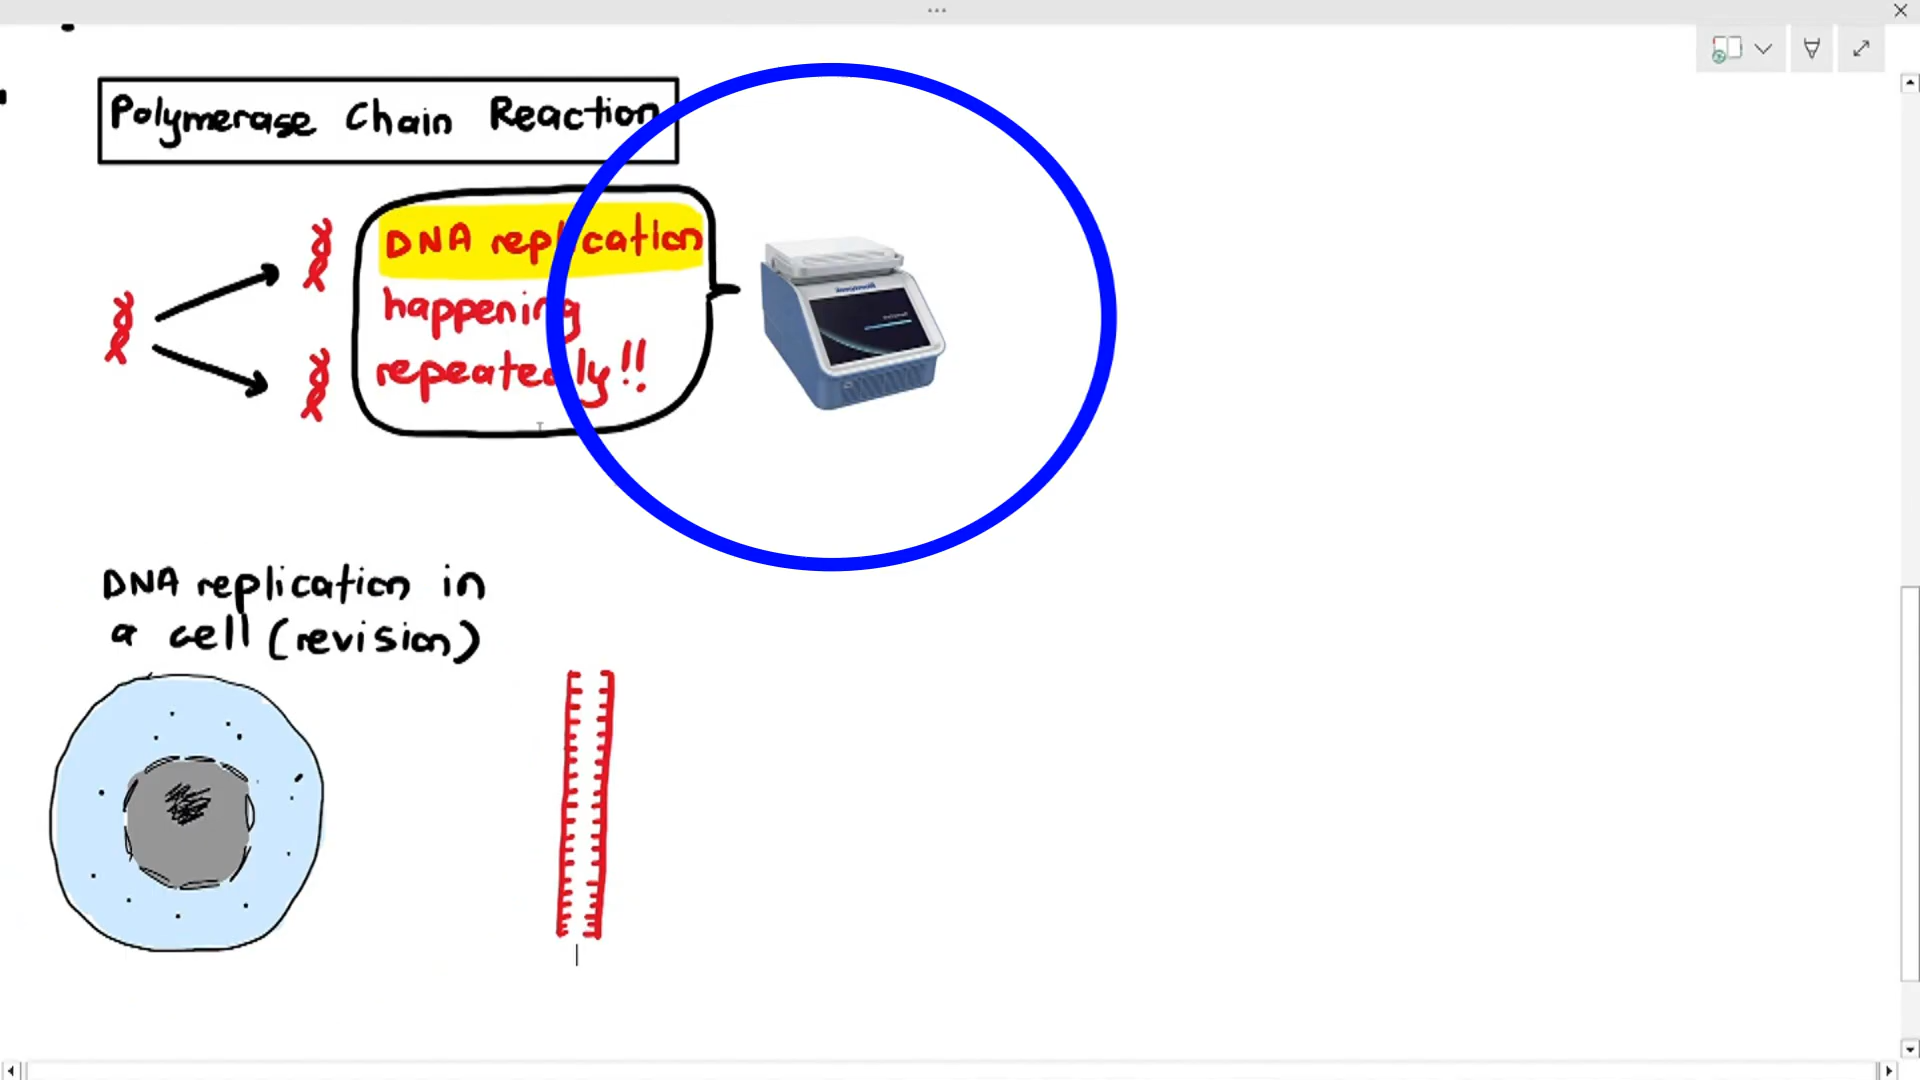 Polymerase Chain Reaction
DNA replication
happening
repeatedly!!
DNA replication in
a cell (revision)